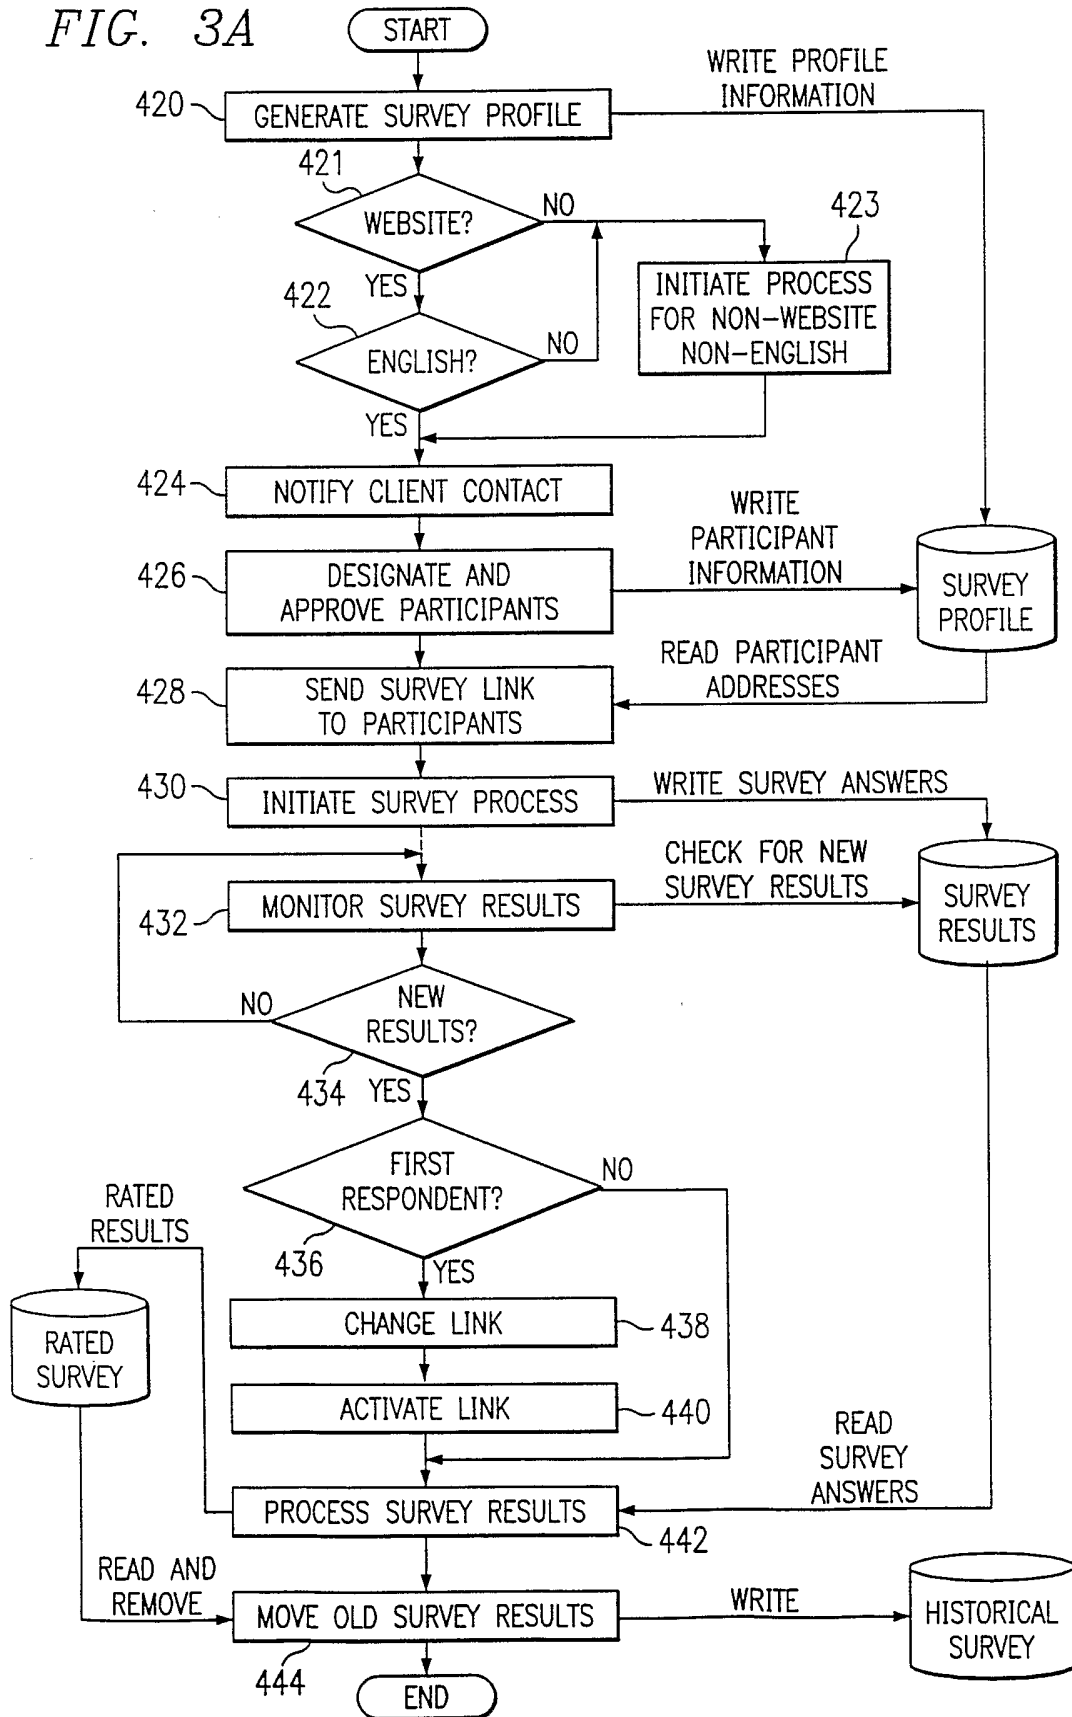 FIG. 3A
START
WRITE PROFILE
INFORMATION
420
GENERATE SURVEY PROFILE
421
WEBSITE?
NO
423
YES
INITIATE PROCESS
FOR NON-WEBSITE
NON-ENGLISH
422
ENGLISH?
NO
YES
424
NOTIFY CLIENT CONTACT
WRITE
PARTICIPANT
INFORMATION
426
DESIGNATE AND
APPROVE PARTICIPANTS
SURVEY
PROFILE
READ PARTICIPANT
ADDRESSES
428
SEND SURVEY LINK
TO PARTICIPANTS
430
INITIATE SURVEY PROCESS
WRITE SURVEY ANSWERS
CHECK FOR NEW
SURVEY RESULTS
432
MONITOR SURVEY RESULTS
SURVEY
RESULTS
NO
NEW
RESULTS?
434
YES
FIRST
RESPONDENT?
NO
RATED
RESULTS
436
YES
CHANGE LINK
438
RATED
SURVEY
ACTIVATE LINK
440
READ
SURVEY
ANSWERS
PROCESS SURVEY RESULTS
442
READ AND
REMOVE
MOVE OLD SURVEY RESULTS
WRITE
HISTORICAL
SURVEY
444
END